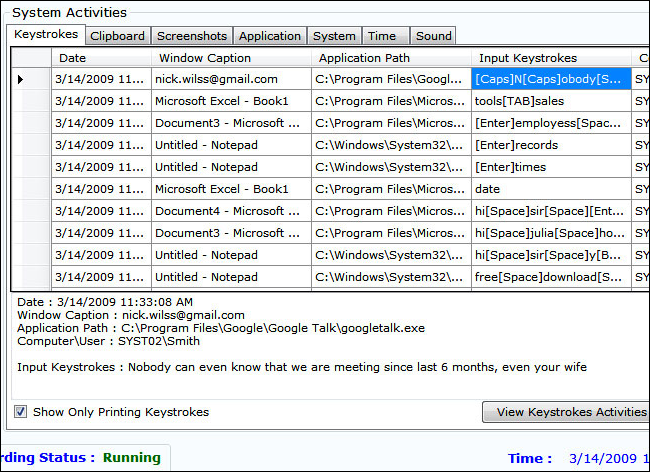 System Activities
Keystrokes Clipboard Screenshots Application System Time Sound
Date Window Caption Application Path Input Keystrokes
3/14/2009 11... nick.wilss@gmail.com C:\Program Files\Googl... [Caps]N[Caps]obody[S... SY
3/14/2009 11... Microsoft Excel - Book1 C:\Program Files\Micros... tools[TAB]sales SY
3/14/2009 11... Document3 - Microsoft ... C:\Program Files\Micros... [Enter]employess[Spac... SY
3/14/2009 11... Untitled - Notepad C:\Windows\System32\... [Enter]records SY
3/14/2009 11... Untitled - Notepad C:\Windows\System32\... [Enter]times SY
3/14/2009 11... Microsoft Excel - Book1 C:\Program Files\Micros... date SY
3/14/2009 11... Document4 - Microsoft ... C:\Program Files\Micros... hi[Space]sir[Space][Ent... SY
3/14/2009 11... Document3 - Microsoft ... C:\Program Files\Micros... hi[Space]julia[Space]ho... SY
3/14/2009 11... Untitled - Notepad C:\Windows\System32\... hi[Space]sir[Space]y[B... SY
3/14/2009 11... Untitled - Notepad C:\Windows\System32\... free[Space]download[S... SY
Date : 3/14/2009 11:33:08 AM
Window Caption : nick.wilss@gmail.com
Application Path : C:\Program Files\Google\Google Talk\googletalk.exe
Computer\User : SYST02\Smith
Input Keystrokes : Nobody can even know that we are meeting since last 6 months, even your wife
Show Only Printing Keystrokes
View Keystrokes Activities
rding Status : Running
Time : 3/14/2009 1